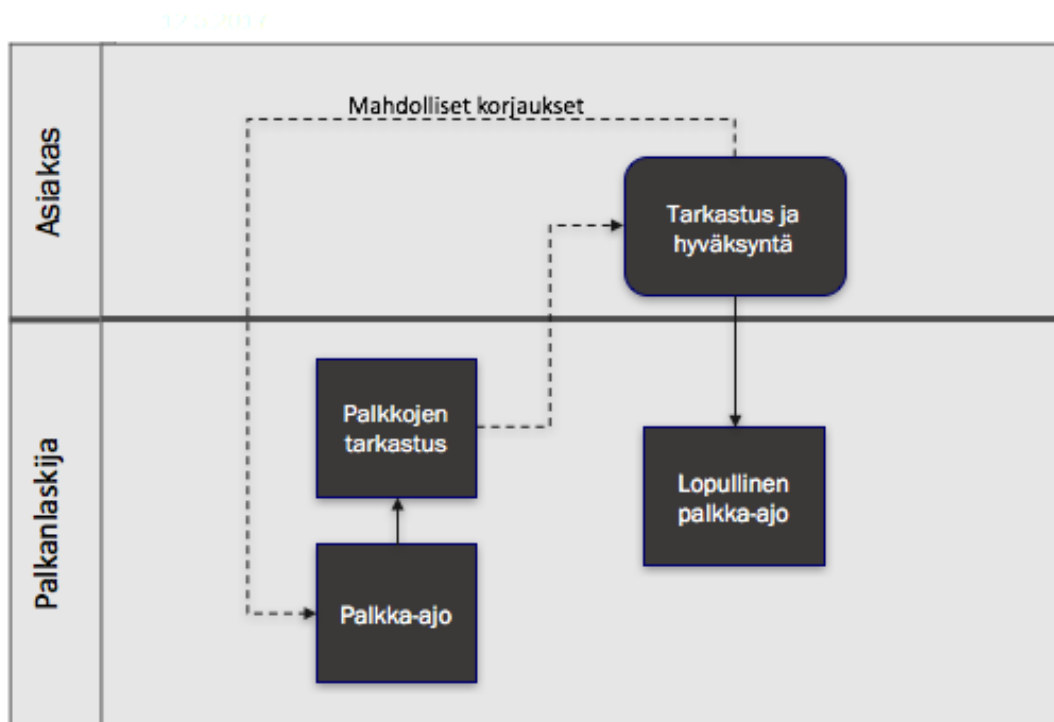 Asiakas
Mahdolliset korjaukset
Tarkastus ja
hyväksyntä
Palkanlaskija
Palkkojen
tarkastus
Lopullinen
palkka-ajo
Palkka-ajo